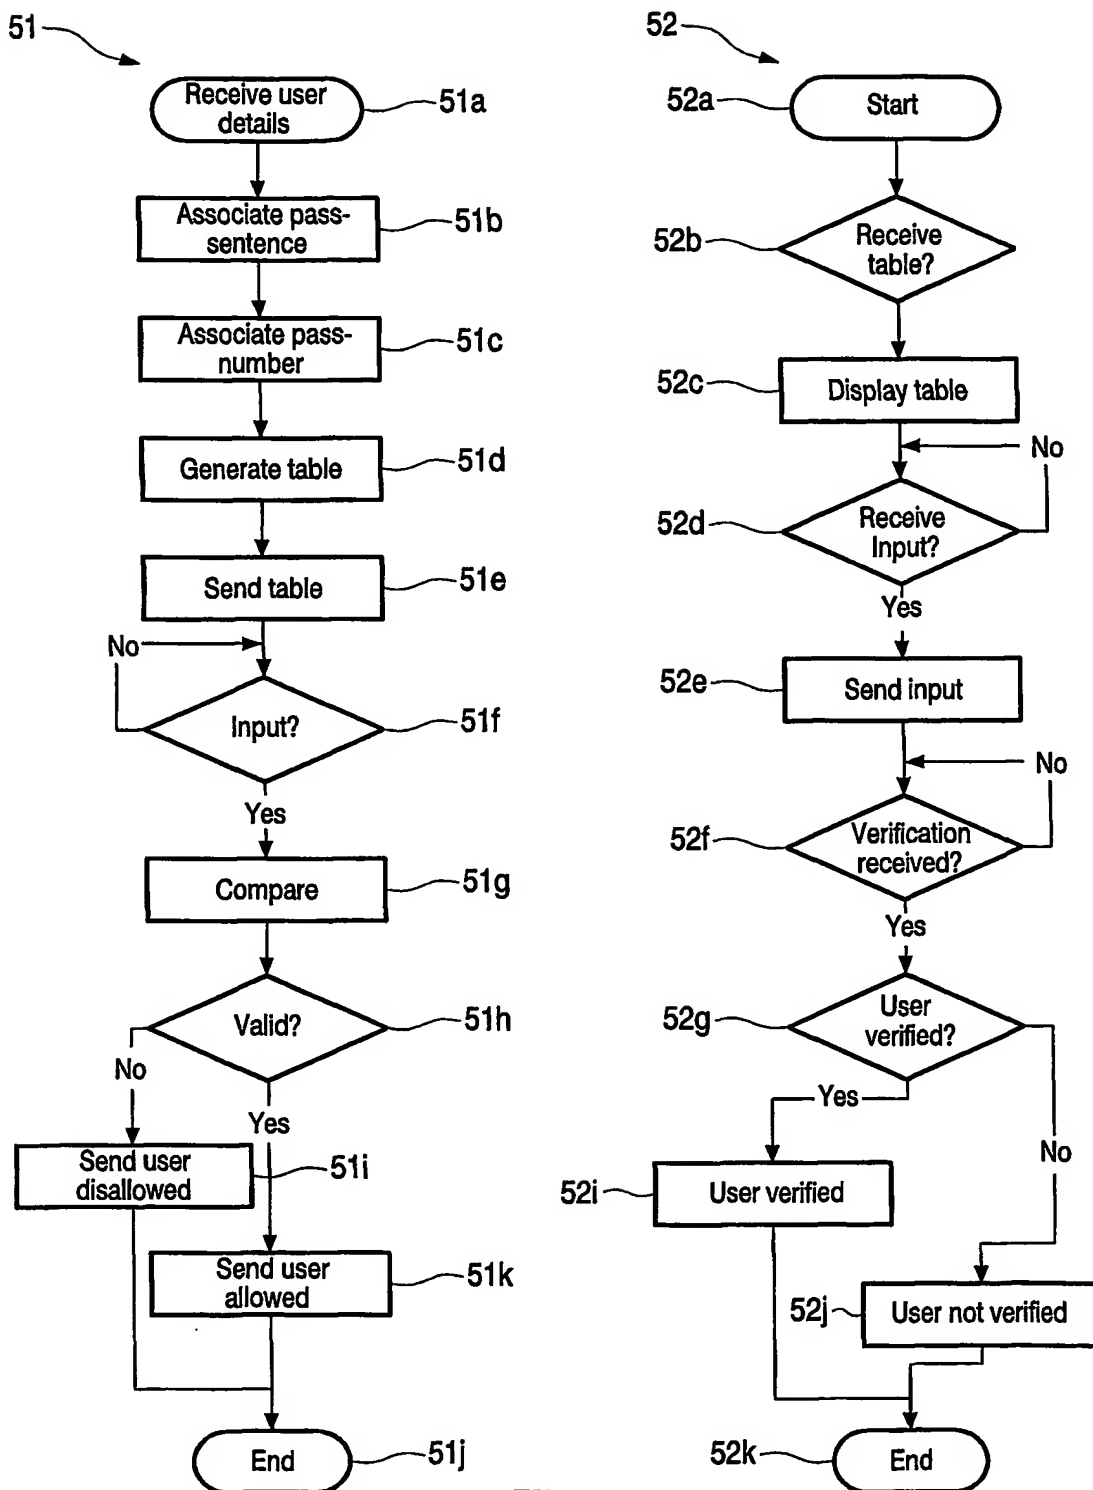 51
Receive user
details
51a
Associate pass-
sentence
51b
Associate pass-
number
51c
Generate table
51d
Send table
51e
No
Input?
51f
Yes
Compare
51g
Valid?
51h
No
Yes
Send user
disallowed
51i
Send user
allowed
51k
End
51j
52
52a
Start
52b
Receive
table?
52c
Display table
No
52d
Receive
Input?
Yes
52e
Send input
No
52f
Verification
received?
Yes
52g
User
verified?
Yes
No
52i
User verified
52j
User not verified
52k
End